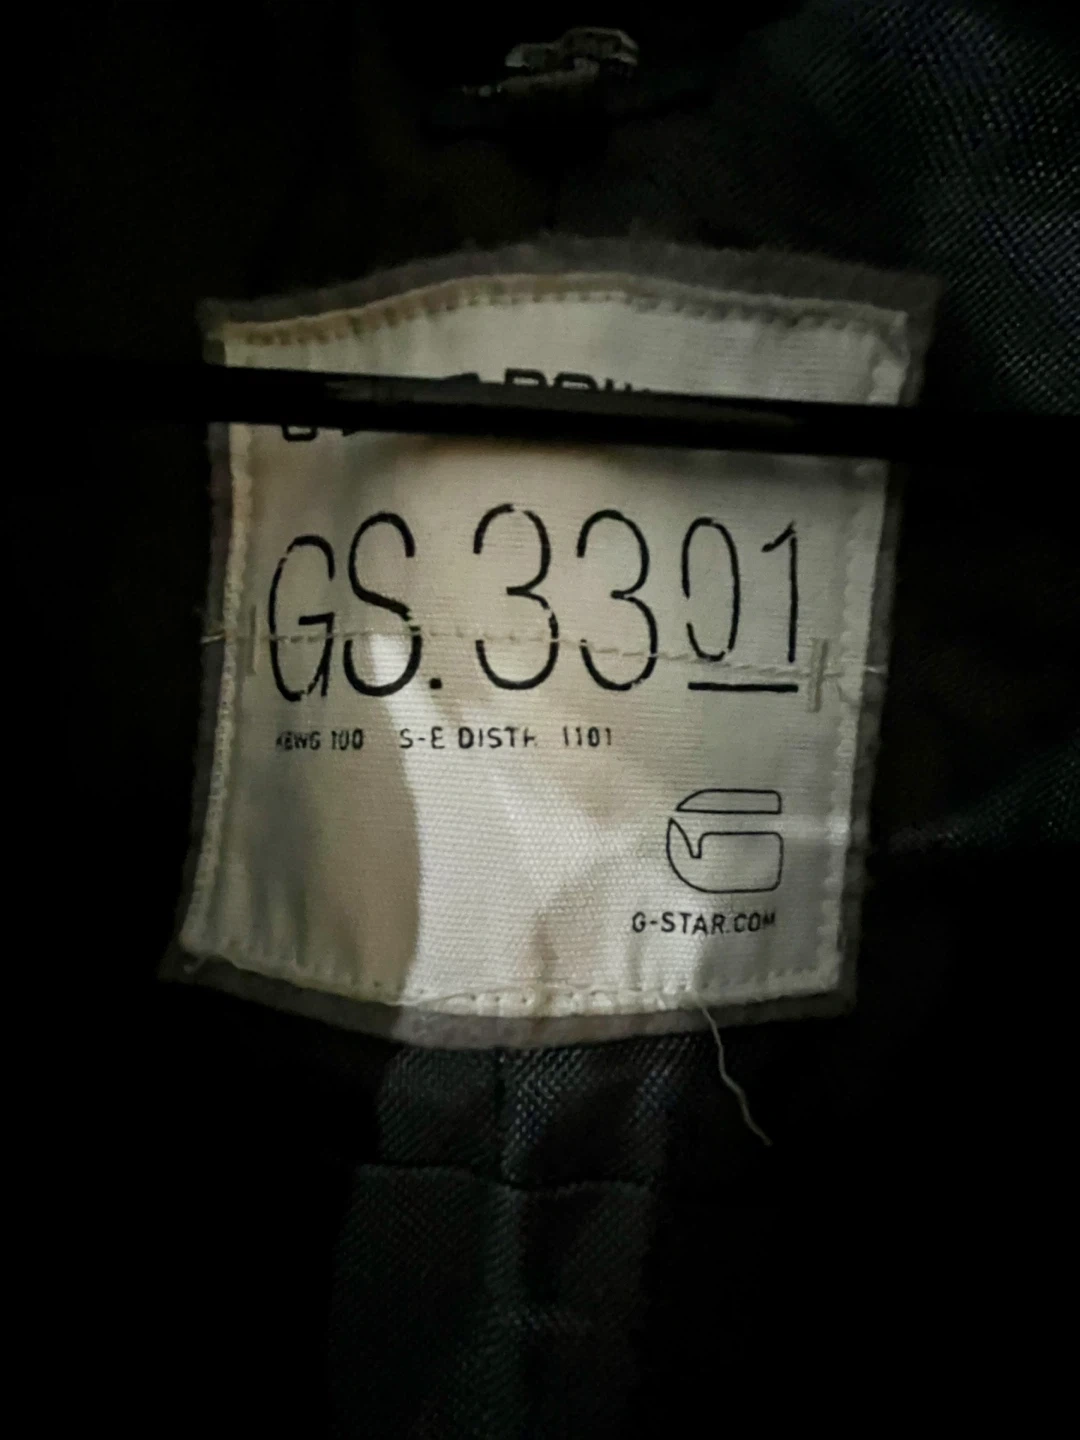 GS.3301
S-E DISTR. 1101
G-STAR.COM